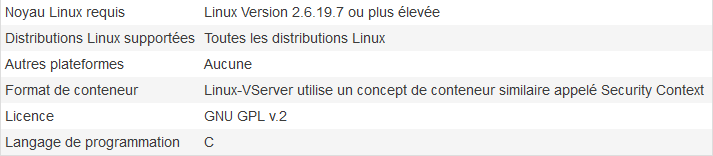 Noyau Linux requis Linux Version 2.6.19.7 ou plus élevée
Distributions Linux supportées Toutes les distributions Linux
Autres plateformes Aucune
Format de conteneur Linux-VServer utilise un concept de conteneur similaire appelé Security Context
Licence GNU GPL v.2
Langage de programmation C